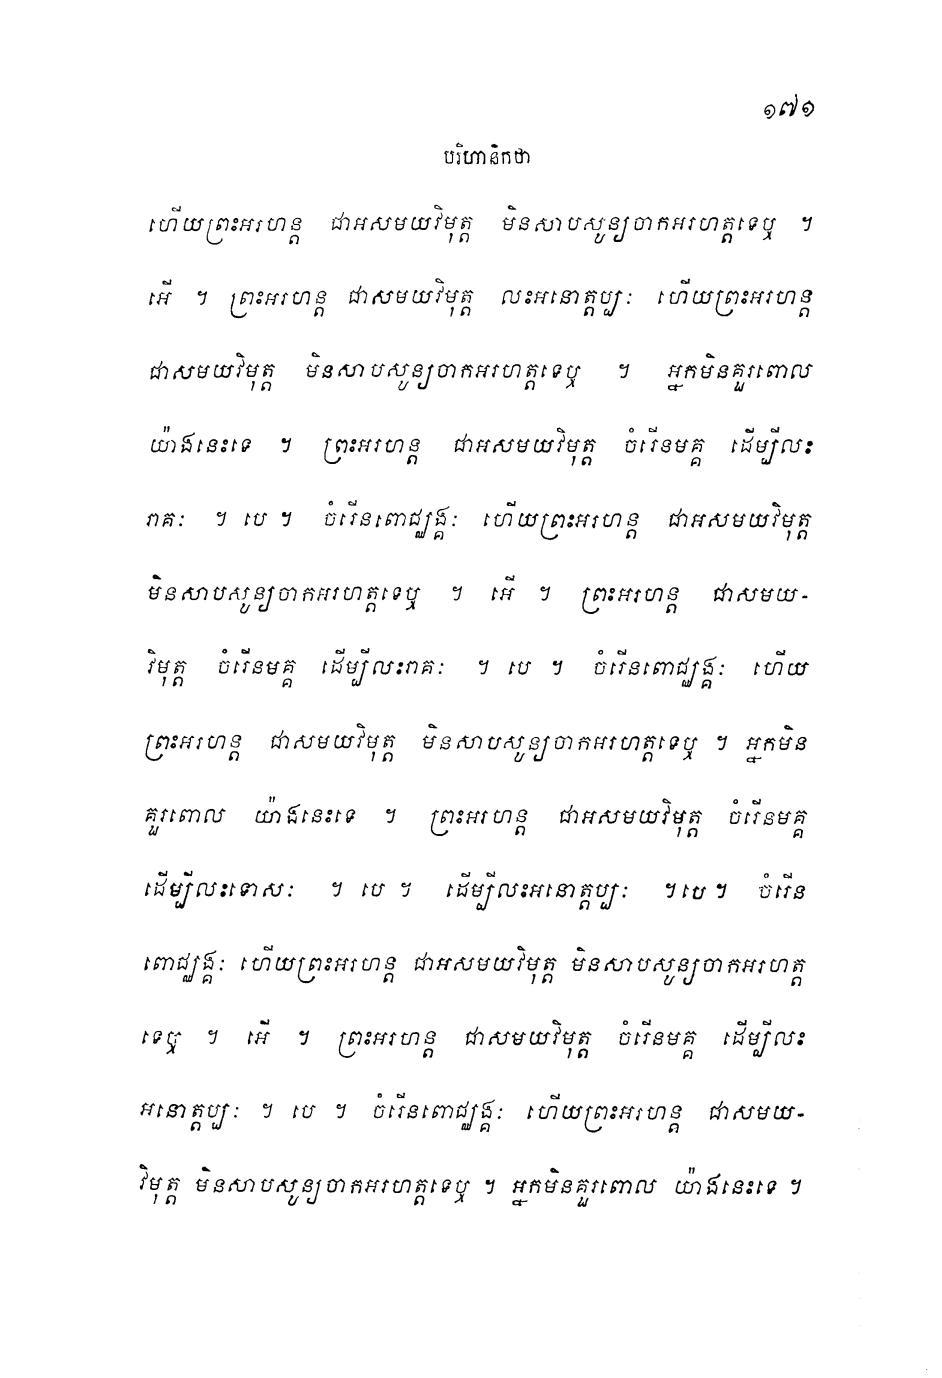 ១៧១
បរិហានិកថា
ហើយព្រះអរហន្ត ជាអសមយវិមុត្ត មិនសាបសូន្យចាកអរហត្តទេឬ ។
អើ ។ ព្រះអរហន្ត ជាសមយវិមុត្ត លះអនោត្តប្បៈ ហើយព្រះអរហន្ត
ជាសមយវិមុត្ត មិនសាបសូន្យចាកអរហត្តទេឬ ។ អ្នកមិនគួរពោល
យ៉ាងនេះទេ ។ ព្រះអរហន្ត ជាអសមយវិមុត្ត ចំរើនមគ្គ ដើម្បីលះ
រាគៈ ។ បេ ។ ចំរើនពោជ្ឈង្គៈ ហើយព្រះអរហន្ត ជាអសមយវិមុត្ត
មិនសាបសូន្យចាកអរហត្តទេឬ ។ អើ ។ ព្រះអរហន្ត ជាសមយ-
វិមុត្ត ចំរើនមគ្គ ដើម្បីលះរាគៈ ។ បេ ។ ចំរើនពោជ្ឈង្គៈ ហើយ
ព្រះអរហន្ត ជាសមយវិមុត្ត មិនសាបសូន្យចាកអរហត្តទេឬ ។ អ្នកមិន
គួរពោល យ៉ាងនេះទេ ។ ព្រះអរហន្ត ជាអសមយវិមុត្ត ចំរើនមគ្គ
ដើម្បីលះទោសៈ ។ បេ ។ ដើម្បីលះអនោត្តប្បៈ ។ បេ ។ ចំរើន
ពោជ្ឈង្គៈ ហើយព្រះអរហន្ត ជាអសមយវិមុត្ត មិនសាបសូន្យចាកអរហត្ត
ទេឬ ។ អើ ។ ព្រះអរហន្ត ជាសមយវិមុត្ត ចំរើនមគ្គ ដើម្បីលះ
អនោត្តប្បៈ ។ បេ ។ ចំរើនពោជ្ឈង្គៈ ហើយព្រះអរហន្ត ជាសមយ-
វិមុត្ត មិនសាបសូន្យចាកអរហត្តទេឬ ។ អ្នកមិនគួរពោល យ៉ាងនេះទេ ។